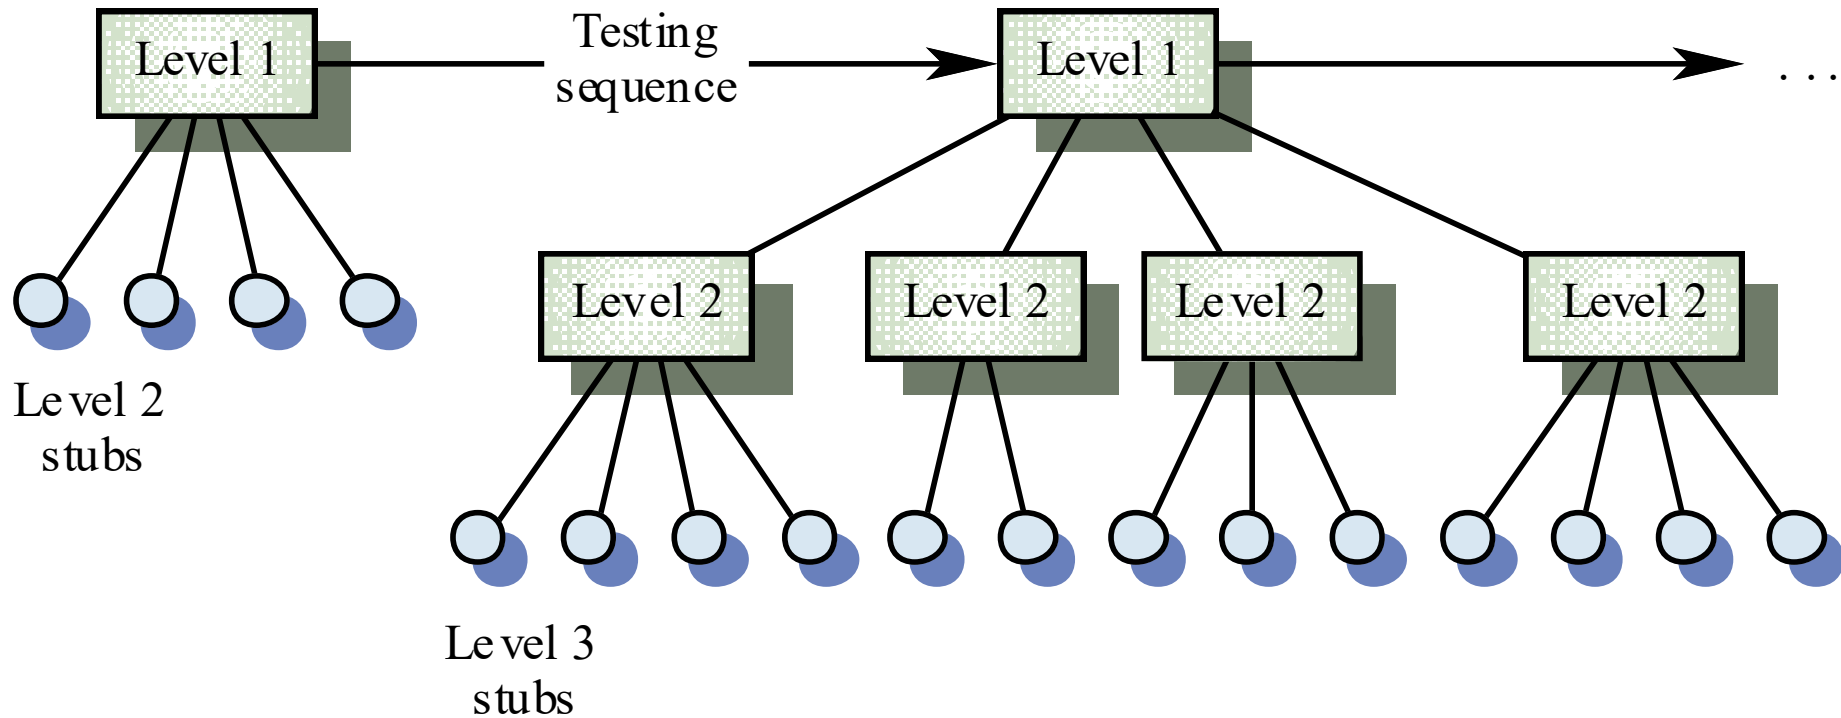 Level 1
Testing
sequence
Level 1
. . .
Level 2
Level 2
Level 2
Level 2
Level 2
stubs
Level 3
stubs